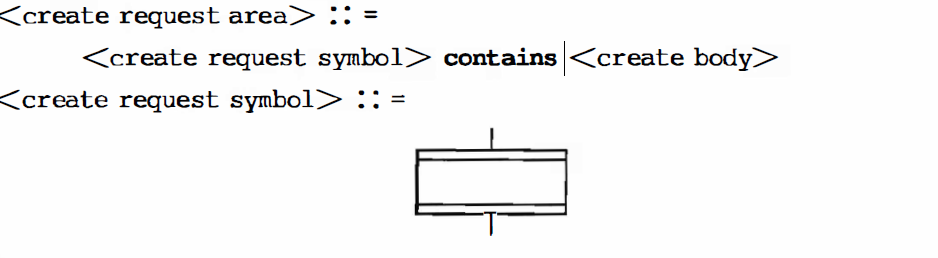 <create request area> :: =
<create request symbol> contains <create body>
<create request symbol> :: =